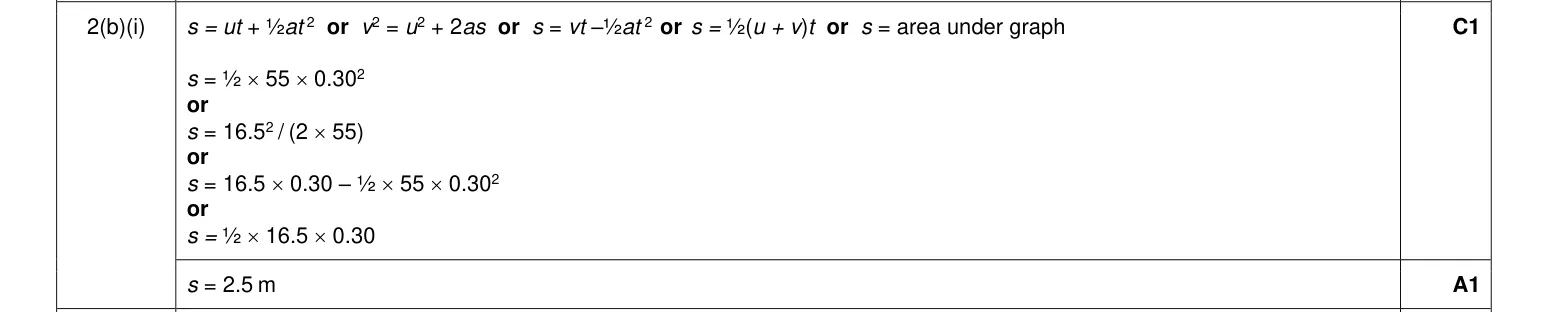 2(b)(i) s = ut + ½at² or v² = u² + 2as or s = vt –½at² or s = ½(u + v)t or s = area under graph C1
s = ½ × 55 × 0.30²
or
s = 16.5² / (2 × 55)
or
s = 16.5 × 0.30 – ½ × 55 × 0.30²
or
s = ½ × 16.5 × 0.30
s = 2.5 m A1